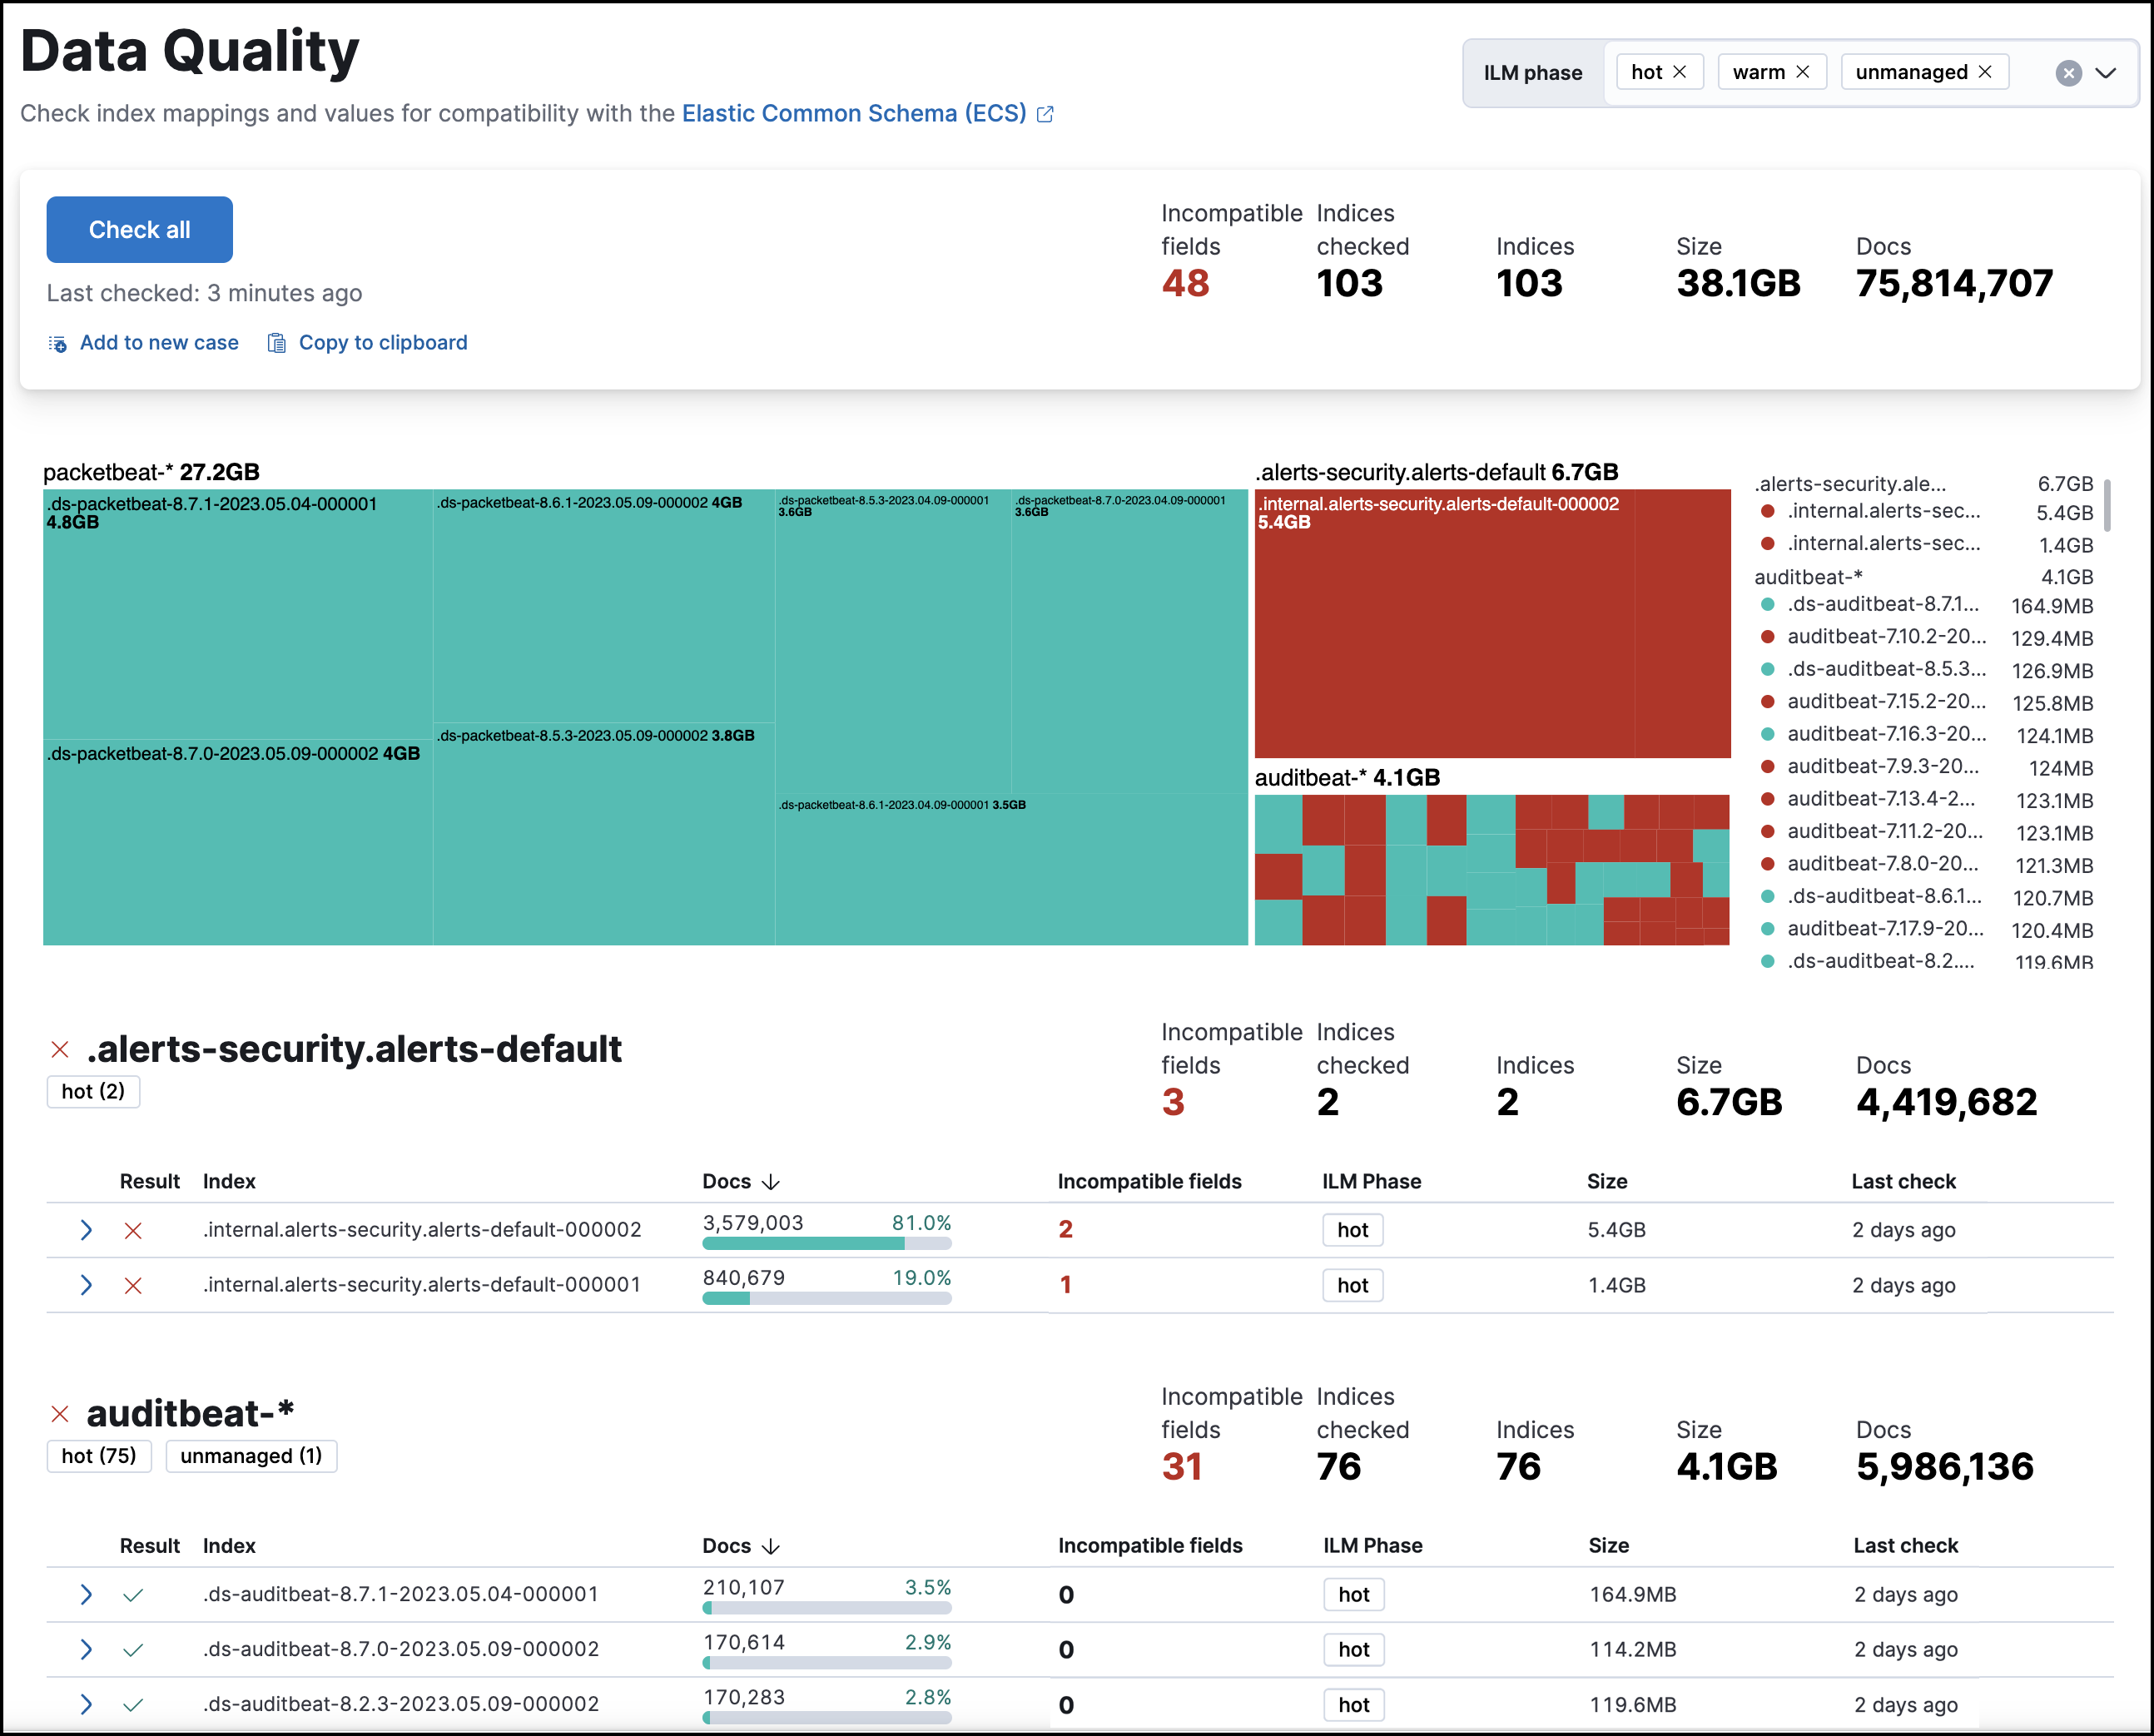 Data Quality
Check index mappings and values for compatibility with the Elastic Common Schema (ECS)
ILM phase hot warm unmanaged
Check all
Last checked: 3 minutes ago
Add to new case Copy to clipboard
Incompatible fields 48
Indices checked 103
Indices 103
Size 38.1GB
Docs 75,814,707
packetbeat-* 27.2GB
.ds-packetbeat-8.7.1-2023.05.04-000001
4.8GB
.ds-packetbeat-8.7.0-2023.05.09-000002 4GB
.ds-packetbeat-8.6.1-2023.05.09-000002 4GB
.ds-packetbeat-8.5.3-2023.05.09-000002 3.8GB
.ds-packetbeat-8.5.3-2023.04.09-000001
3.6GB
.ds-packetbeat-8.7.0-2023.04.09-000001
3.6GB
.ds-packetbeat-8.6.1-2023.04.09-000001 3.5GB
.alerts-security.alerts-default 6.7GB
.internal.alerts-security.alerts-default-000002
5.4GB
auditbeat-* 4.1GB
.alerts-security.ale... 6.7GB
.internal.alerts-sec... 5.4GB
.internal.alerts-sec... 1.4GB
auditbeat-* 4.1GB
.ds-auditbeat-8.7.1... 164.9MB
auditbeat-7.10.2-20... 129.4MB
.ds-auditbeat-8.5.3... 126.9MB
auditbeat-7.15.2-20... 125.8MB
auditbeat-7.16.3-20... 124.1MB
auditbeat-7.9.3-20... 124MB
auditbeat-7.13.4-2... 123.1MB
auditbeat-7.11.2-20... 123.1MB
auditbeat-7.8.0-20... 121.3MB
.ds-auditbeat-8.6.1... 120.7MB
auditbeat-7.17.9-20... 120.4MB
.ds-auditbeat-8.2.... 119.6MB
.alerts-security.alerts-default
hot (2)
Incompatible fields 3
Indices checked 2
Indices 2
Size 6.7GB
Docs 4,419,682
Result Index Docs Incompatible fields ILM Phase Size Last check
.internal.alerts-security.alerts-default-000002 3,579,003 81.0% 2 hot 5.4GB 2 days ago
.internal.alerts-security.alerts-default-000001 840,679 19.0% 1 hot 1.4GB 2 days ago
auditbeat-*
hot (75) unmanaged (1)
Incompatible fields 31
Indices checked 76
Indices 76
Size 4.1GB
Docs 5,986,136
Result Index Docs Incompatible fields ILM Phase Size Last check
.ds-auditbeat-8.7.1-2023.05.04-000001 210,107 3.5% 0 hot 164.9MB 2 days ago
.ds-auditbeat-8.7.0-2023.05.09-000002 170,614 2.9% 0 hot 114.2MB 2 days ago
.ds-auditbeat-8.2.3-2023.05.09-000002 170,283 2.8% 0 hot 119.6MB 2 days ago